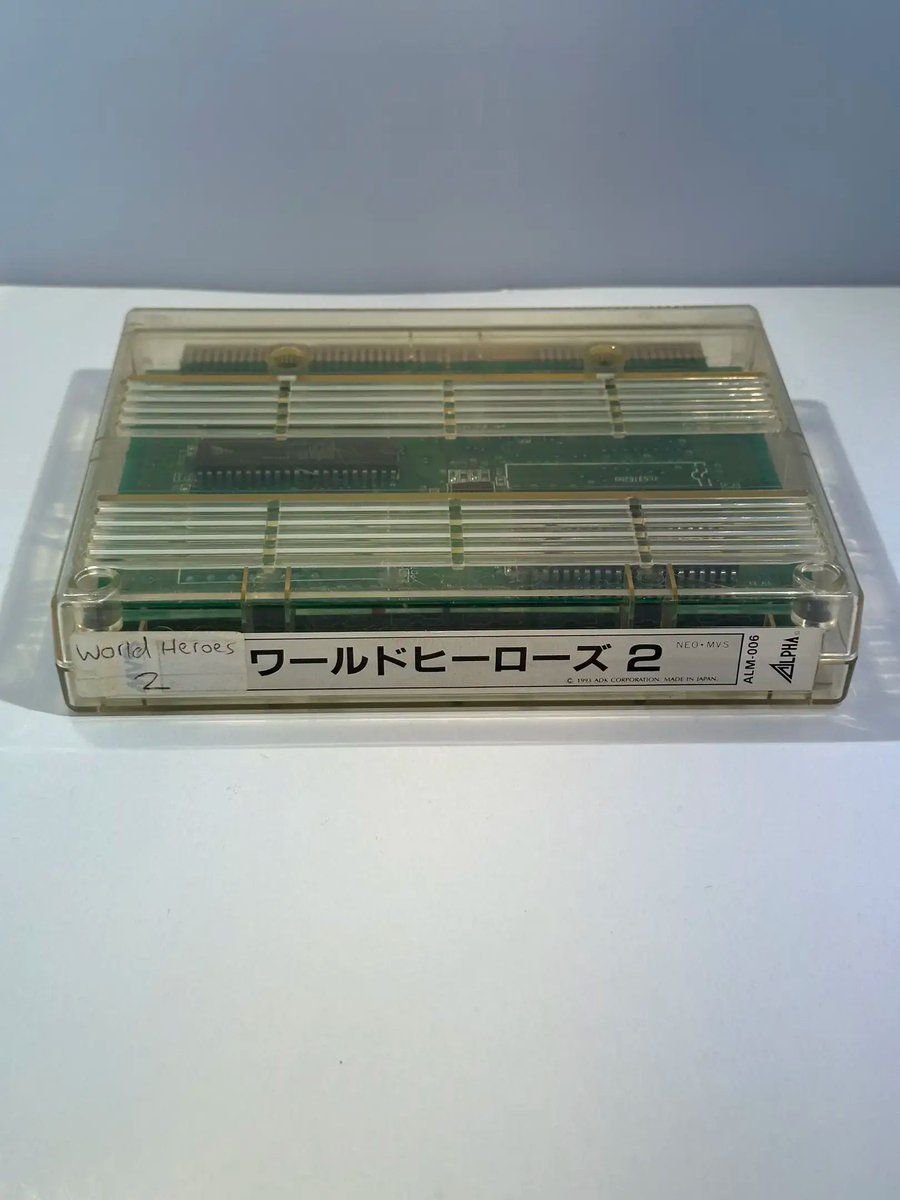 World Heroes
2
ワールドヒーローズ 2
NEO•MVS
© 1993 ADK CORPORATION. MADE IN JAPAN.
ALM-006
ALPHA